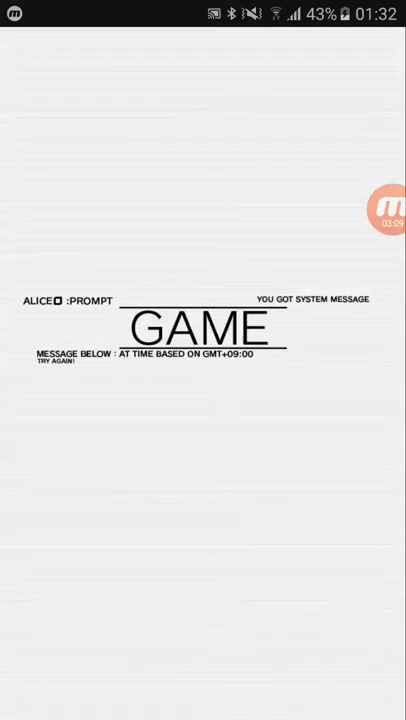 43% 01:32
03:09
ALICE :PROMPT
YOU GOT SYSTEM MESSAGE
GAME
MESSAGE BELOW : AT TIME BASED ON GMT+09:00
TRY AGAIN!